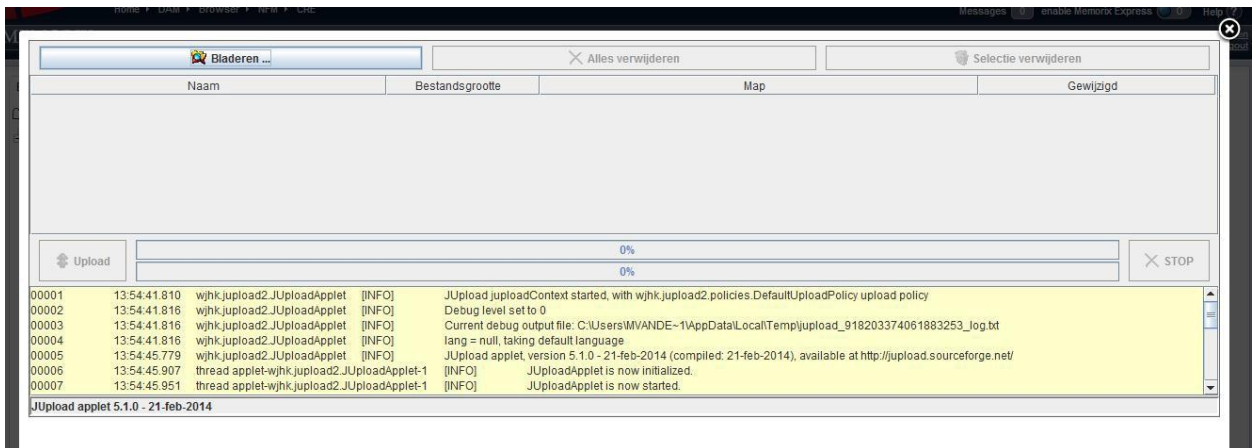 Home ▸ DAM ▸ Browser ▸ NFM ▸ CRE
Messages 0 enable Memorix Express 0 Help (?)
Bladeren ... Alles verwijderen Selectie verwijderen
Naam Bestandsgrootte Map Gewijzigd
Upload 0% STOP
0%
00001 13:54:41.810 wjhk.jupload2.JUploadApplet [INFO] JUpload juploadContext started, with wjhk.jupload2.policies.DefaultUploadPolicy upload policy
00002 13:54:41.816 wjhk.jupload2.JUploadApplet [INFO] Debug level set to 0
00003 13:54:41.816 wjhk.jupload2.JUploadApplet [INFO] Current debug output file: C:\Users\MVANDE~1\AppData\Local\Temp\jupload_918203374061883253_log.txt
00004 13:54:41.816 wjhk.jupload2.JUploadApplet [INFO] lang = null, taking default language
00005 13:54:45.779 wjhk.jupload2.JUploadApplet [INFO] JUpload applet, version 5.1.0 - 21-feb-2014 (compiled: 21-feb-2014), available at http://jupload.sourceforge.net/
00006 13:54:45.907 thread applet-wjhk.jupload2.JUploadApplet-1 [INFO] JUploadApplet is now initialized.
00007 13:54:45.951 thread applet-wjhk.jupload2.JUploadApplet-1 [INFO] JUploadApplet is now started.
JUpload applet 5.1.0 - 21-feb-2014